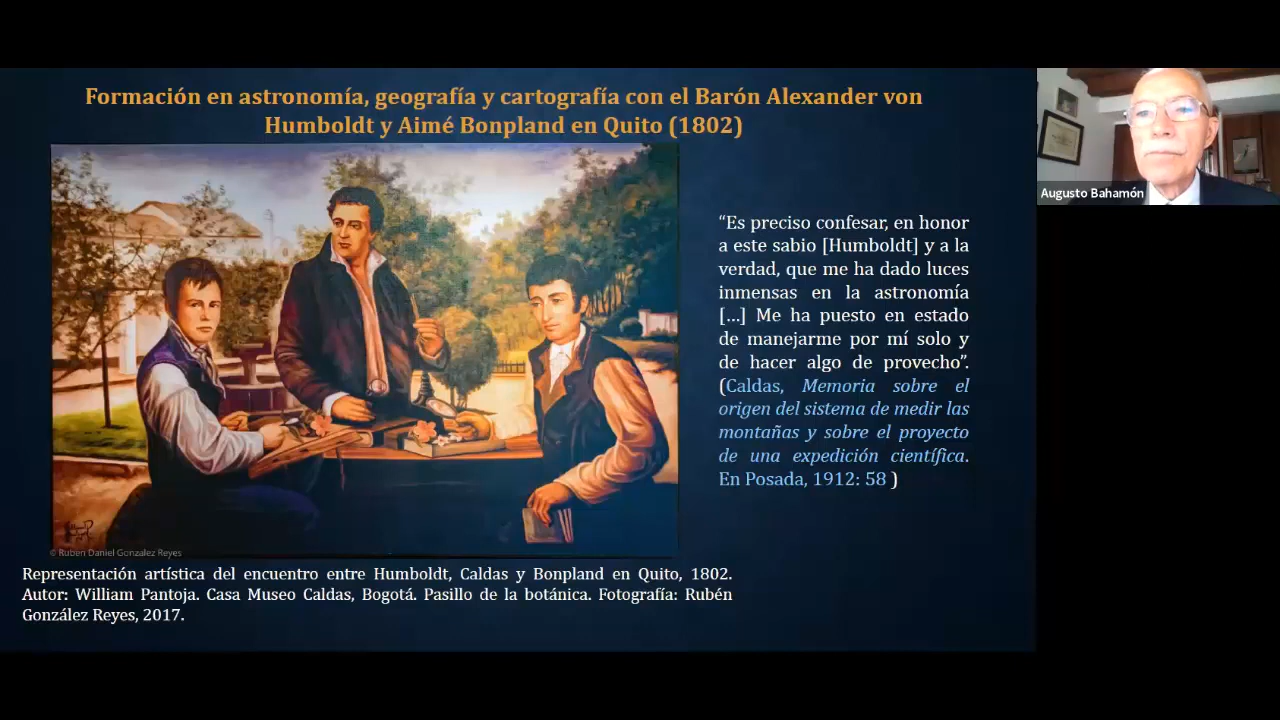 Formación en astronomía, geografía y cartografía con el Barón Alexander von
Humboldt y Aimé Bonpland en Quito (1802)
“Es preciso confesar, en honor
a este sabio [Humboldt] y a la
verdad, que me ha dado luces
inmensas en la astronomía
[…] Me ha puesto en estado
de manejarme por mí solo y
de hacer algo de provecho”.
(Caldas, Memoria sobre el
origen del sistema de medir las
montañas y sobre el proyecto
de una expedición científica.
En Posada, 1912: 58 )
© Ruben Daniel Gonzalez Reyes
Representación artística del encuentro entre Humboldt, Caldas y Bonpland en Quito, 1802.
Autor: William Pantoja. Casa Museo Caldas, Bogotá. Pasillo de la botánica. Fotografía: Rubén
González Reyes, 2017.
Augusto Bahamón